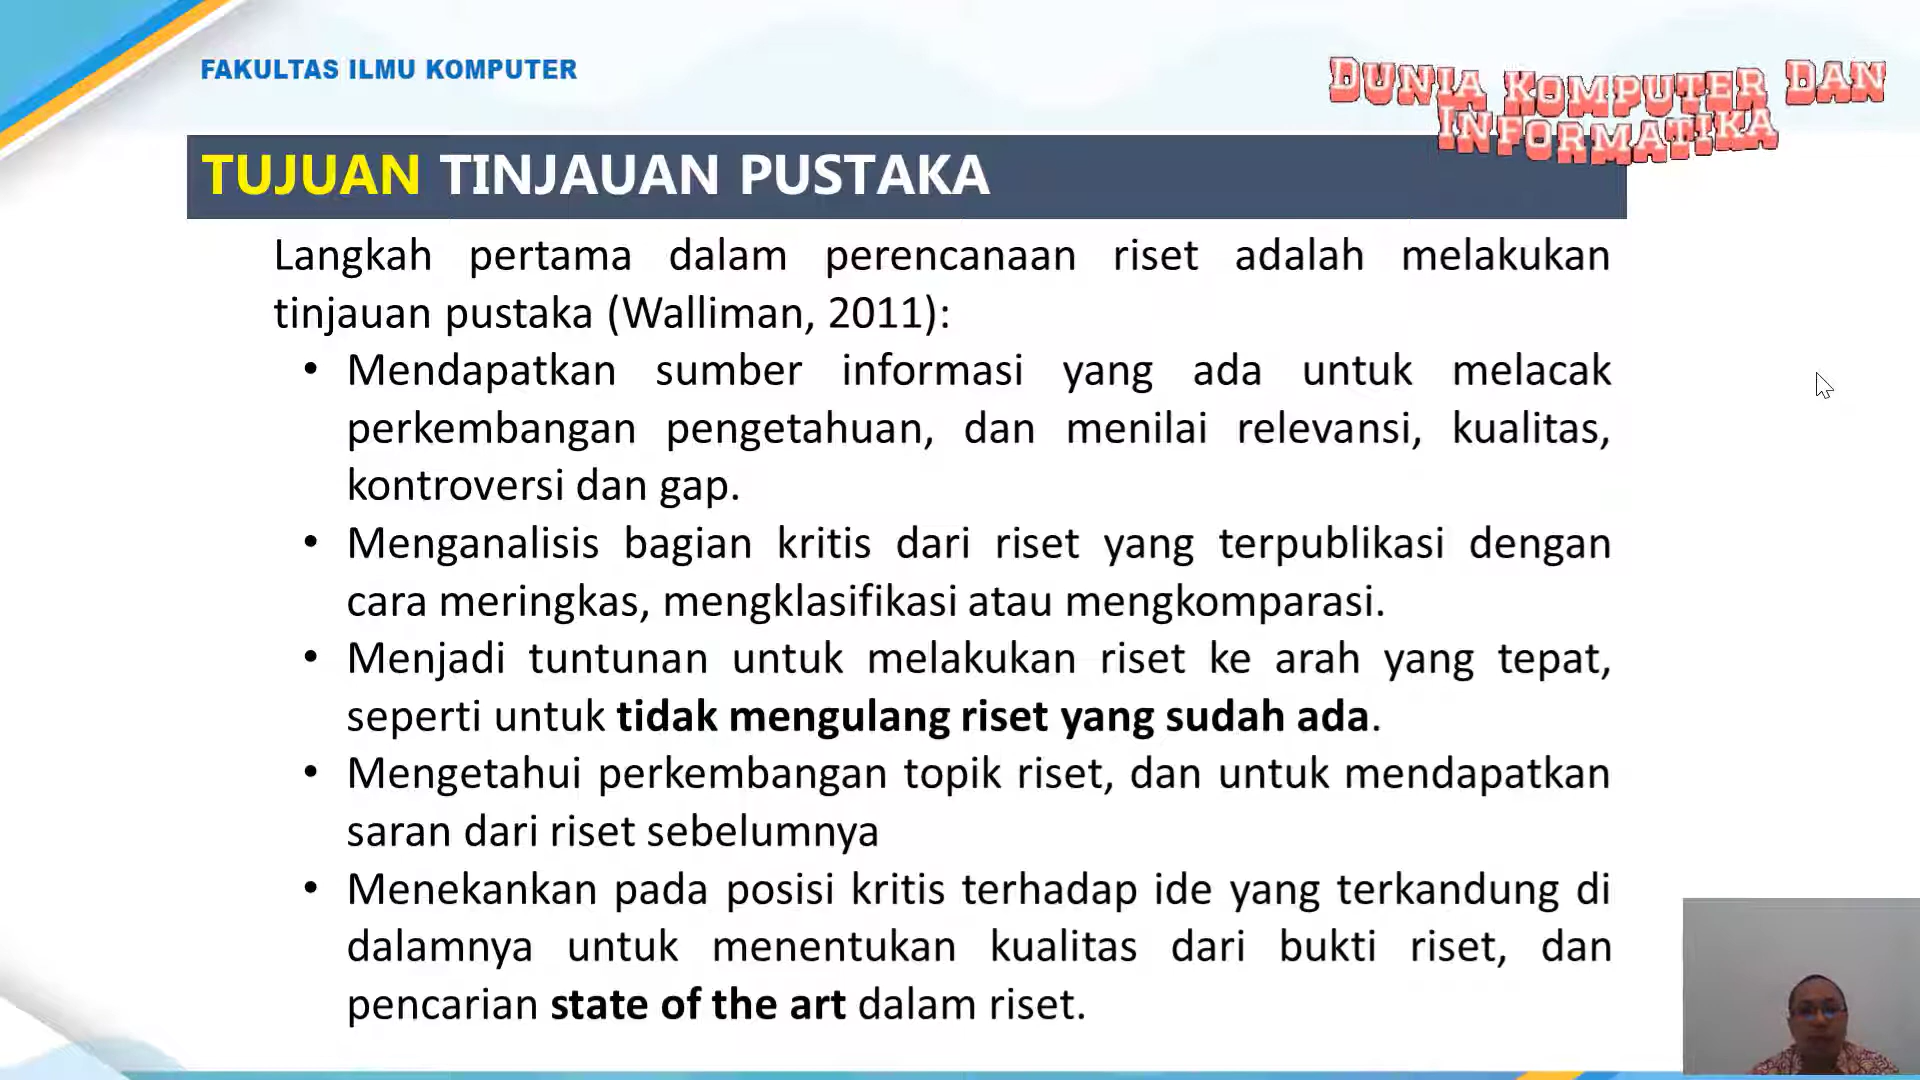 FAKULTAS ILMU KOMPUTER
DUNIA KOMPUTER DAN
INFORMATIKA
TUJUAN TINJAUAN PUSTAKA
Langkah pertama dalam perencanaan riset adalah melakukan
tinjauan pustaka (Walliman, 2011):
• Mendapatkan sumber informasi yang ada untuk melacak
perkembangan pengetahuan, dan menilai relevansi, kualitas,
kontroversi dan gap.
• Menganalisis bagian kritis dari riset yang terpublikasi dengan
cara meringkas, mengklasifikasi atau mengkomparasi.
• Menjadi tuntunan untuk melakukan riset ke arah yang tepat,
seperti untuk tidak mengulang riset yang sudah ada.
• Mengetahui perkembangan topik riset, dan untuk mendapatkan
saran dari riset sebelumnya
• Menekankan pada posisi kritis terhadap ide yang terkandung di
dalamnya untuk menentukan kualitas dari bukti riset, dan
pencarian state of the art dalam riset.